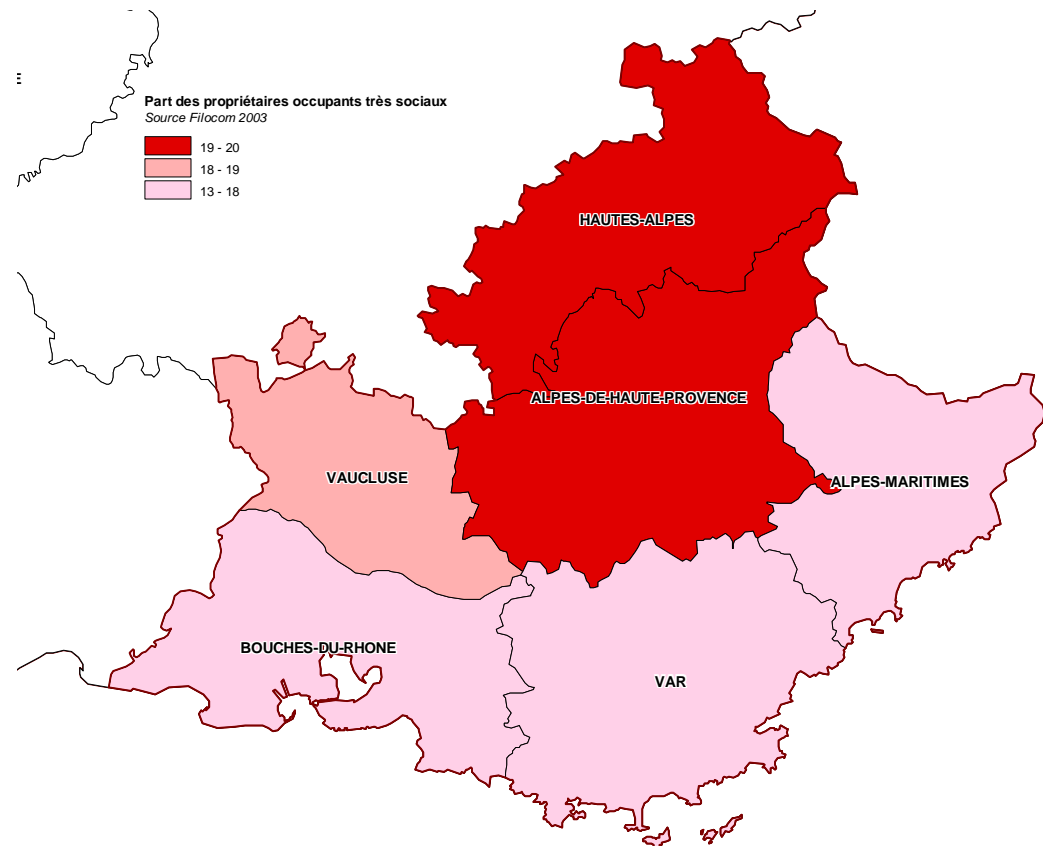 Part des propriétaires occupants très sociaux
Source Filocom 2003
19 - 20
18 - 19
13 - 18
HAUTES-ALPES
ALPES-DE-HAUTE-PROVENCE
VAUCLUSE
ALPES-MARITIMES
BOUCHES-DU-RHONE
VAR